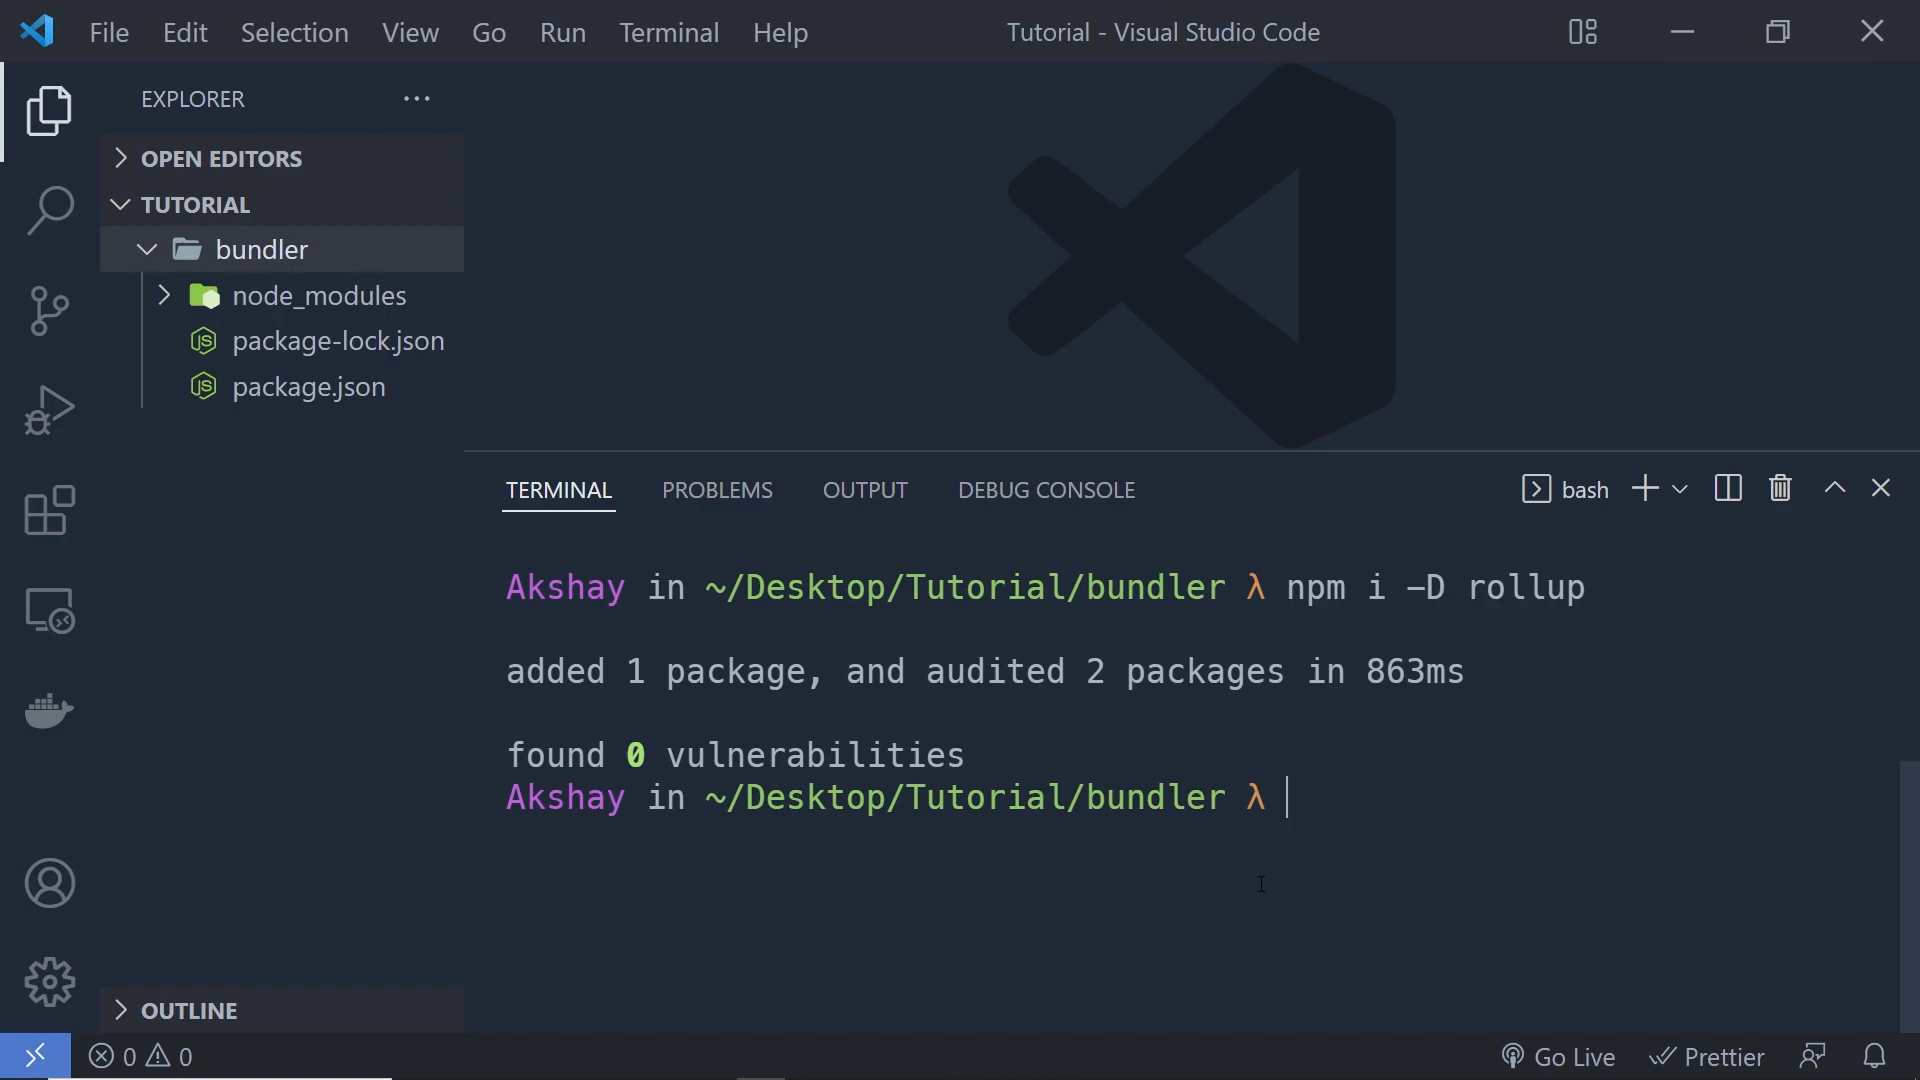 File Edit Selection View Go Run Terminal Help Tutorial - Visual Studio Code
EXPLORER
OPEN EDITORS
TUTORIAL
bundler
node_modules
package-lock.json
package.json
OUTLINE
TERMINAL PROBLEMS OUTPUT DEBUG CONSOLE bash
Akshay in ~/Desktop/Tutorial/bundler λ npm i -D rollup
added 1 package, and audited 2 packages in 863ms
found 0 vulnerabilities
Akshay in ~/Desktop/Tutorial/bundler λ
0 0 Go Live Prettier